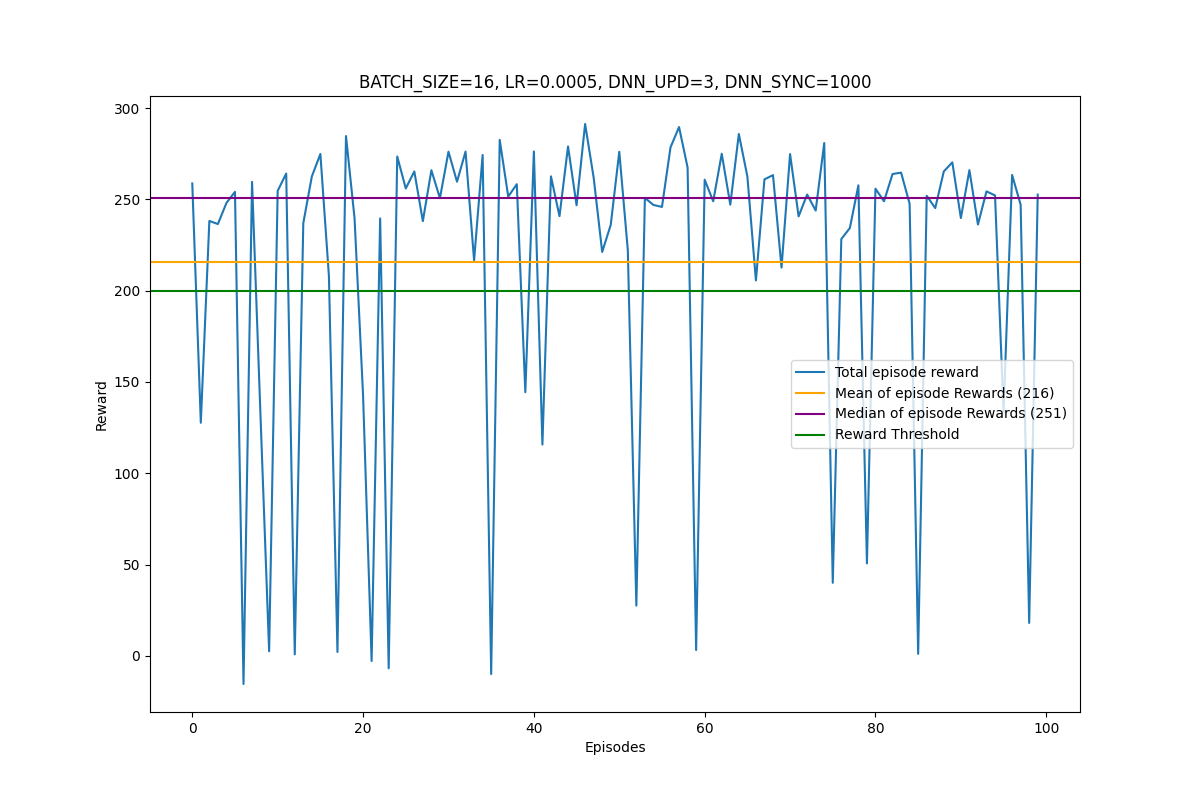 BATCH_SIZE=16, LR=0.0005, DNN_UPD=3, DNN_SYNC=1000
300
250
200
150
100
50
0
Reward
Total episode reward
Mean of episode Rewards (216)
Median of episode Rewards (251)
Reward Threshold
0 20 40 60 80 100
Episodes